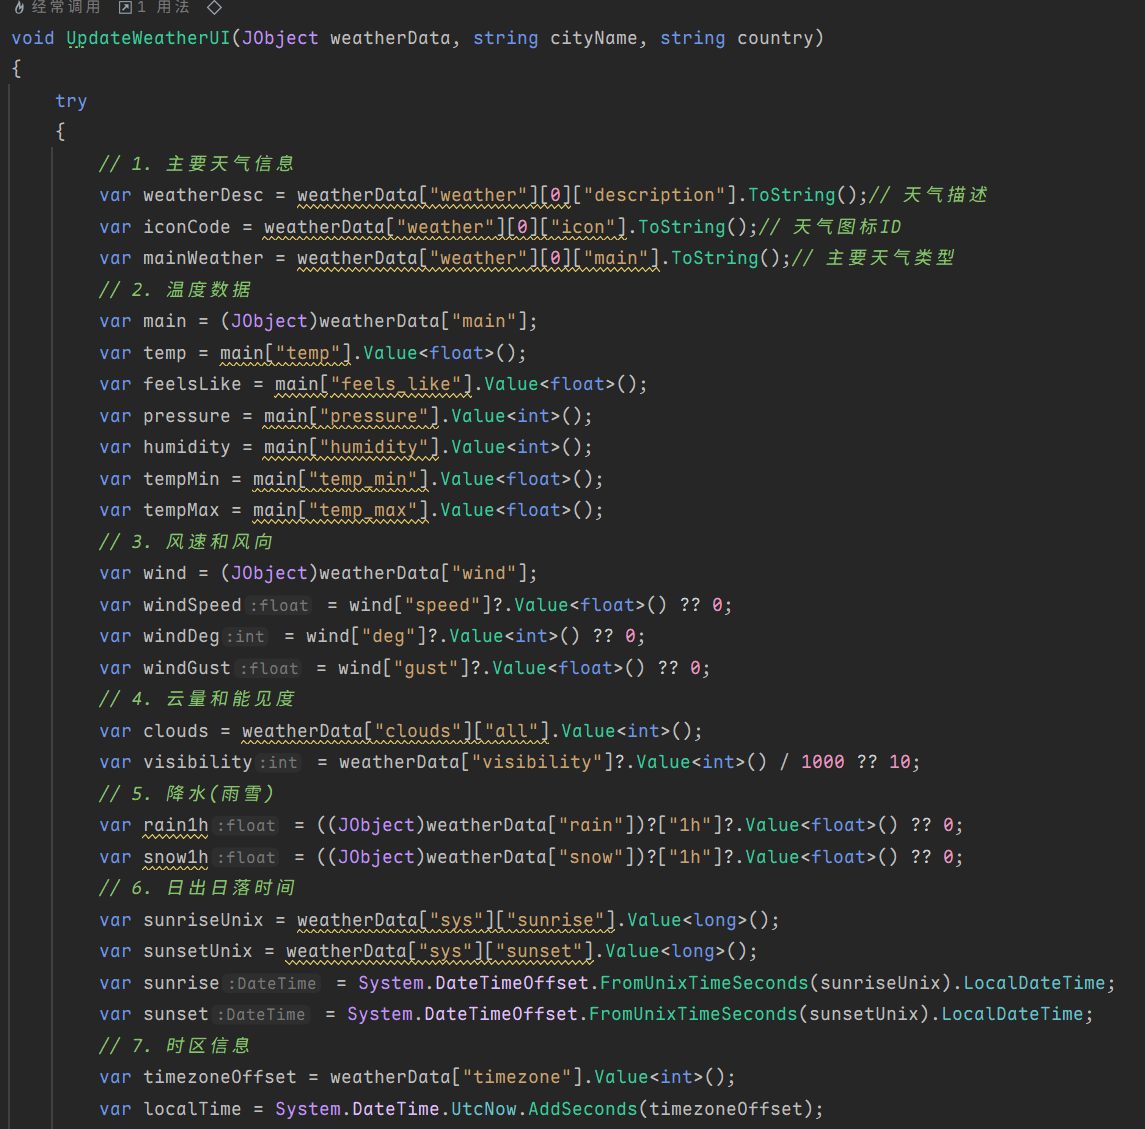 经常调用 1 用法
void UpdateWeatherUI(JObject weatherData, string cityName, string country)
{
try
{
// 1. 主要天气信息
var weatherDesc = weatherData["weather"][0]["description"].ToString();// 天气描述
var iconCode = weatherData["weather"][0]["icon"].ToString();// 天气图标ID
var mainWeather = weatherData["weather"][0]["main"].ToString();// 主要天气类型
// 2. 温度数据
var main = (JObject)weatherData["main"];
var temp = main["temp"].Value<float>();
var feelsLike = main["feels_like"].Value<float>();
var pressure = main["pressure"].Value<int>();
var humidity = main["humidity"].Value<int>();
var tempMin = main["temp_min"].Value<float>();
var tempMax = main["temp_max"].Value<float>();
// 3. 风速和风向
var wind = (JObject)weatherData["wind"];
var windSpeed :float = wind["speed"]?.Value<float>() ?? 0;
var windDeg :int = wind["deg"]?.Value<int>() ?? 0;
var windGust :float = wind["gust"]?.Value<float>() ?? 0;
// 4. 云量和能见度
var clouds = weatherData["clouds"]["all"].Value<int>();
var visibility :int = weatherData["visibility"]?.Value<int>() / 1000 ?? 10;
// 5. 降水(雨雪)
var rain1h :float = ((JObject)weatherData["rain"])?["1h"]?.Value<float>() ?? 0;
var snow1h :float = ((JObject)weatherData["snow"])?["1h"]?.Value<float>() ?? 0;
// 6. 日出日落时间
var sunriseUnix = weatherData["sys"]["sunrise"].Value<long>();
var sunsetUnix = weatherData["sys"]["sunset"].Value<long>();
var sunrise :DateTime = System.DateTimeOffset.FromUnixTimeSeconds(sunriseUnix).LocalDateTime;
var sunset :DateTime = System.DateTimeOffset.FromUnixTimeSeconds(sunsetUnix).LocalDateTime;
// 7. 时区信息
var timezoneOffset = weatherData["timezone"].Value<int>();
var localTime = System.DateTime.UtcNow.AddSeconds(timezoneOffset);